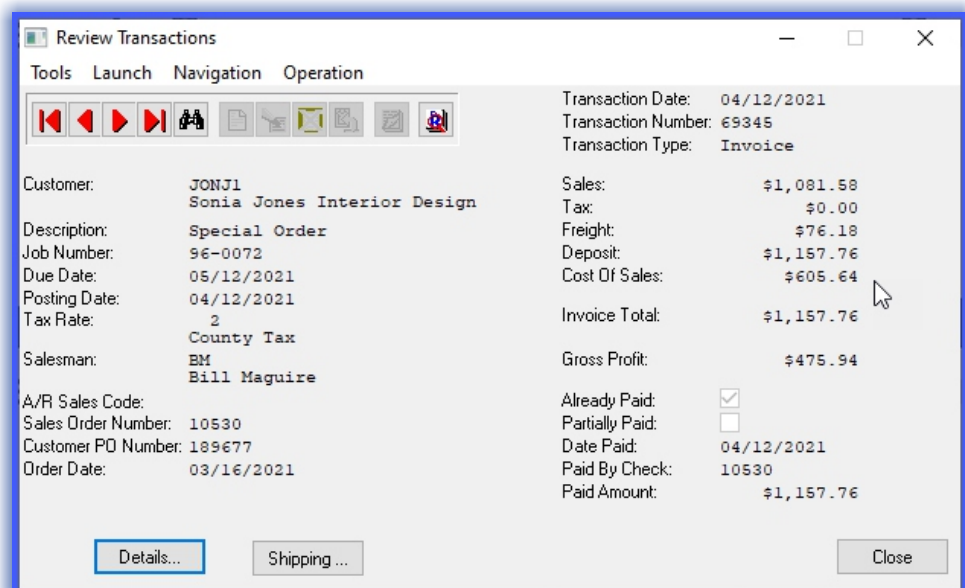 Review Transactions
Tools Launch Navigation Operation
Transaction Date: 04/12/2021
Transaction Number: 69345
Transaction Type: Invoice
Customer: JONJ1
Sonia Jones Interior Design
Description: Special Order
Job Number: 96-0072
Due Date: 05/12/2021
Posting Date: 04/12/2021
Tax Rate: 2
County Tax
Salesman: BM
Bill Maguire
A/R Sales Code:
Sales Order Number: 10530
Customer PO Number: 189677
Order Date: 03/16/2021
Sales: $1,081.58
Tax: $0.00
Freight: $76.18
Deposit: $1,157.76
Cost Of Sales: $605.64
Invoice Total: $1,157.76
Gross Profit: $475.94
Already Paid:
Partially Paid:
Date Paid: 04/12/2021
Paid By Check: 10530
Paid Amount: $1,157.76
Details... Shipping ... Close